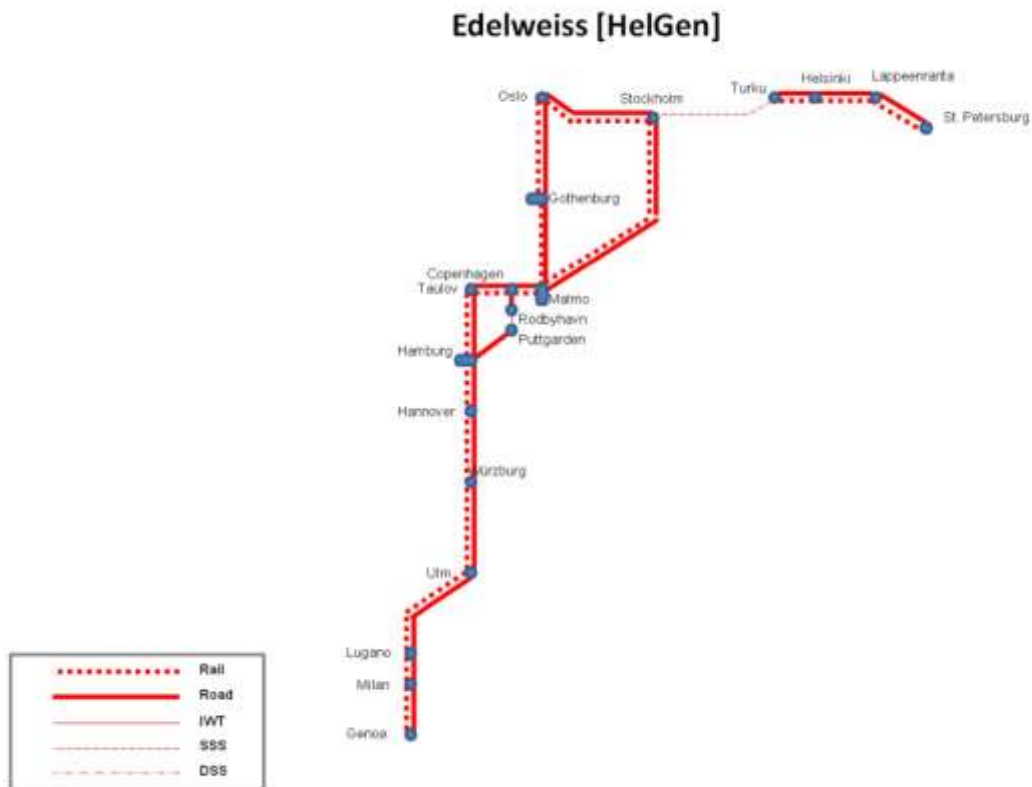 Edelweiss [HelGen]
Oslo
Stockholm
Turku
Helsinki
Lappeenranta
St. Petersburg
Gothenburg
Copenhagen
Taulov
Malmo
Rodbyhavn
Puttgarden
Hamburg
Hannover
Würzburg
Ulm
Lugano
Milan
Genoa
Rail
Road
IWT
SSS
DSS